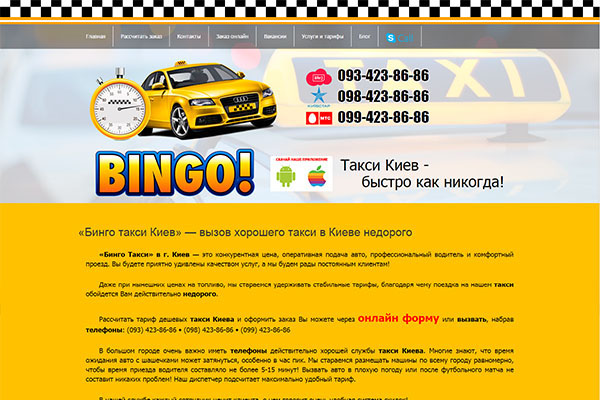 Главная Рассчитать заказ Контакты Заказ онлайн Вакансии Услуги и тарифы Блог
TAXI
life:)
093-423-86-86
КИЇВСТАР
098-423-86-86
МТС
099-423-86-86
BINGO!
СКАЧАЙ НАШЕ ПРИЛОЖЕНИЕ
Такси Киев -
быстро как никогда!
«Бинго такси Киев» — вызов хорошего такси в Киеве недорого
«Бинго Такси» в г. Киев — это конкурентная цена, оперативная подача авто, профессиональный водитель и комфортный
проезд. Вы будете приятно удивлены качеством услуг, а мы будем рады постоянным клиентам!
Даже при нынешних ценах на топливо, мы стараемся удерживать стабильные тарифы, благодаря чему поездка на нашем такси
обойдется Вам действительно недорого.
Рассчитать тариф дешевых такси Киева и оформить заказ Вы можете через онлайн форму или вызвать, набрав
телефоны: (093) 423-86-86 • (098) 423-86-86 • (099) 423-86-86
В большом городе очень важно иметь телефоны действительно хорошей службы такси Киева. Многие знают, что время
ожидания авто с шашечками может затянуться, особенно в час пик. Мы стараемся размещать машины по всему городу равномерно,
чтобы время приезда водителя составляло не более 5-15 минут! Вызвать авто в плохую погоду или после футбольного матча не
составит никаких проблем! Наш диспетчер подсчитает максимально удобный тариф.